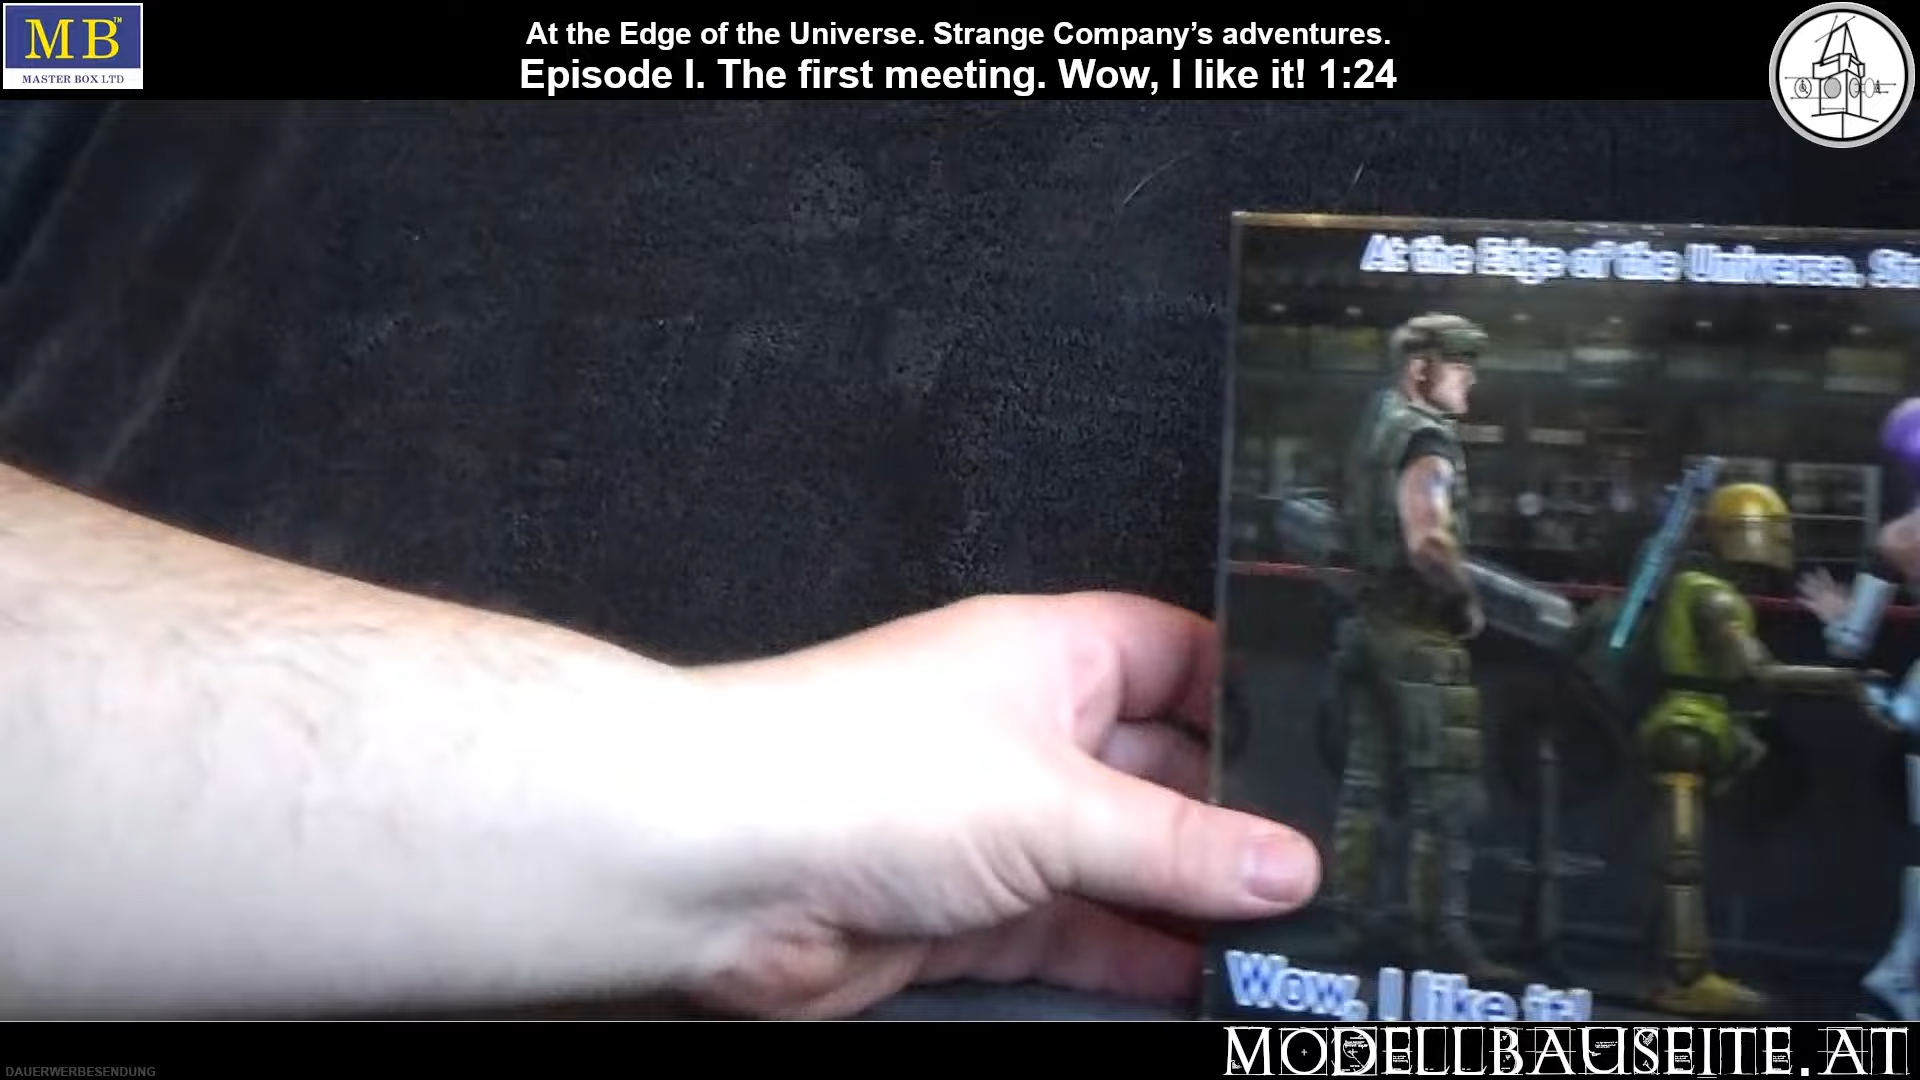 MB™
MASTER BOX LTD
At the Edge of the Universe. Strange Company’s adventures.
Episode I. The first meeting. Wow, I like it! 1:24
At the Edge of the Universe.
Wow, I like it!
MODELLBAUSEITE.AT
DAUERWERBESENDUNG